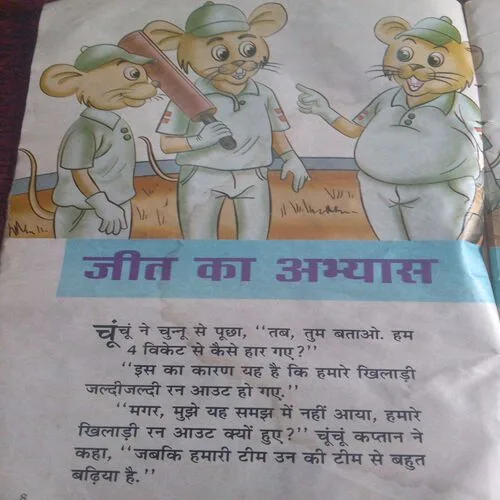 जीत का अभ्यास
चूंचूं ने चुन्नू से पूछा, ‘‘तब, तुम बताओ. हम
4 विकेट से कैसे हार गए?’’
‘‘इस का कारण यह है कि हमारे खिलाड़ी
जल्दीजल्दी रन आउट हो गए.’’
‘‘मगर, मुझे यह समझ में नहीं आया, हमारे
खिलाड़ी रन आउट क्यों हुए?’’ चूंचूं कप्तान ने
कहा, ‘‘जबकि हमारी टीम उन की टीम से बहुत
बढ़िया है.’’
8